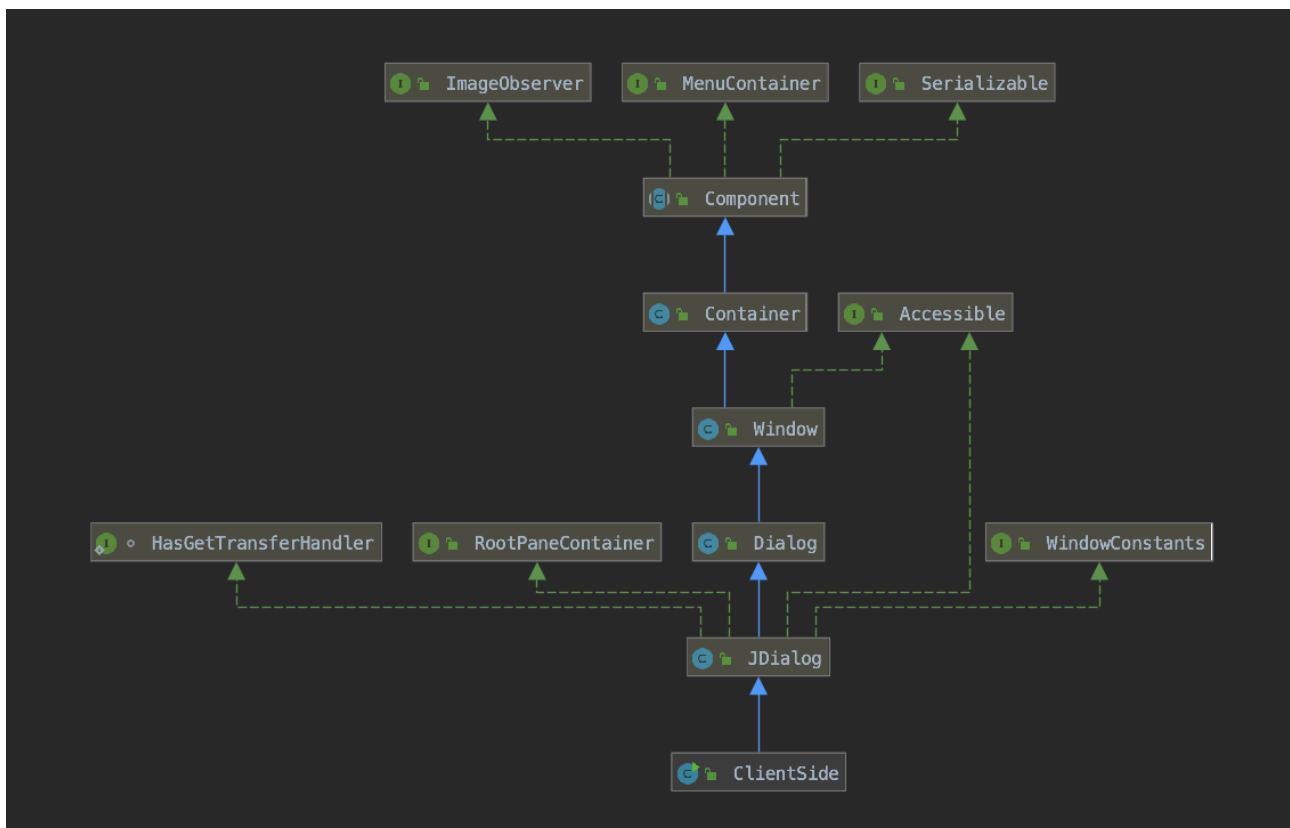 ImageObserver
MenuContainer
Serializable
Component
Container
Accessible
Window
HasGetTransferHandler
RootPaneContainer
Dialog
WindowConstants
JDialog
ClientSide